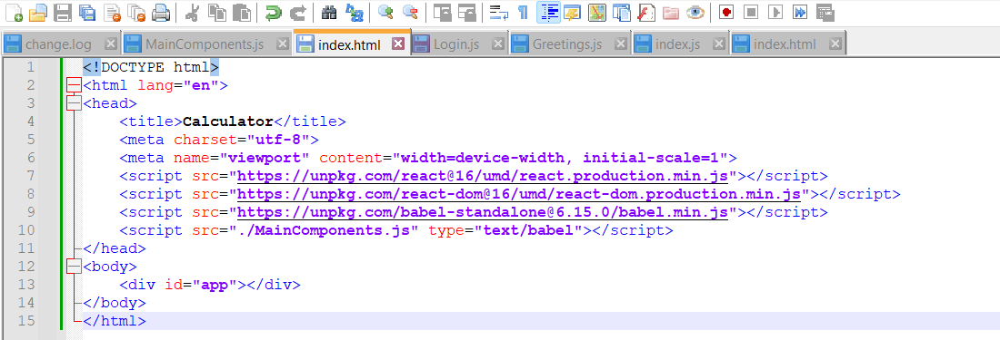 change.log MainComponents.js index.html Login.js Greetings.js index.js index.html
1 <!DOCTYPE html>
2 <html lang="en">
3 <head>
4 <title>Calculator</title>
5 <meta charset="utf-8">
6 <meta name="viewport" content="width=device-width, initial-scale=1">
7 <script src="https://unpkg.com/react@16/umd/react.production.min.js"></script>
8 <script src="https://unpkg.com/react-dom@16/umd/react-dom.production.min.js"></script>
9 <script src="https://unpkg.com/babel-standalone@6.15.0/babel.min.js"></script>
10 <script src="./MainComponents.js" type="text/babel"></script>
11 </head>
12 <body>
13 <div id="app"></div>
14 </body>
15 </html>